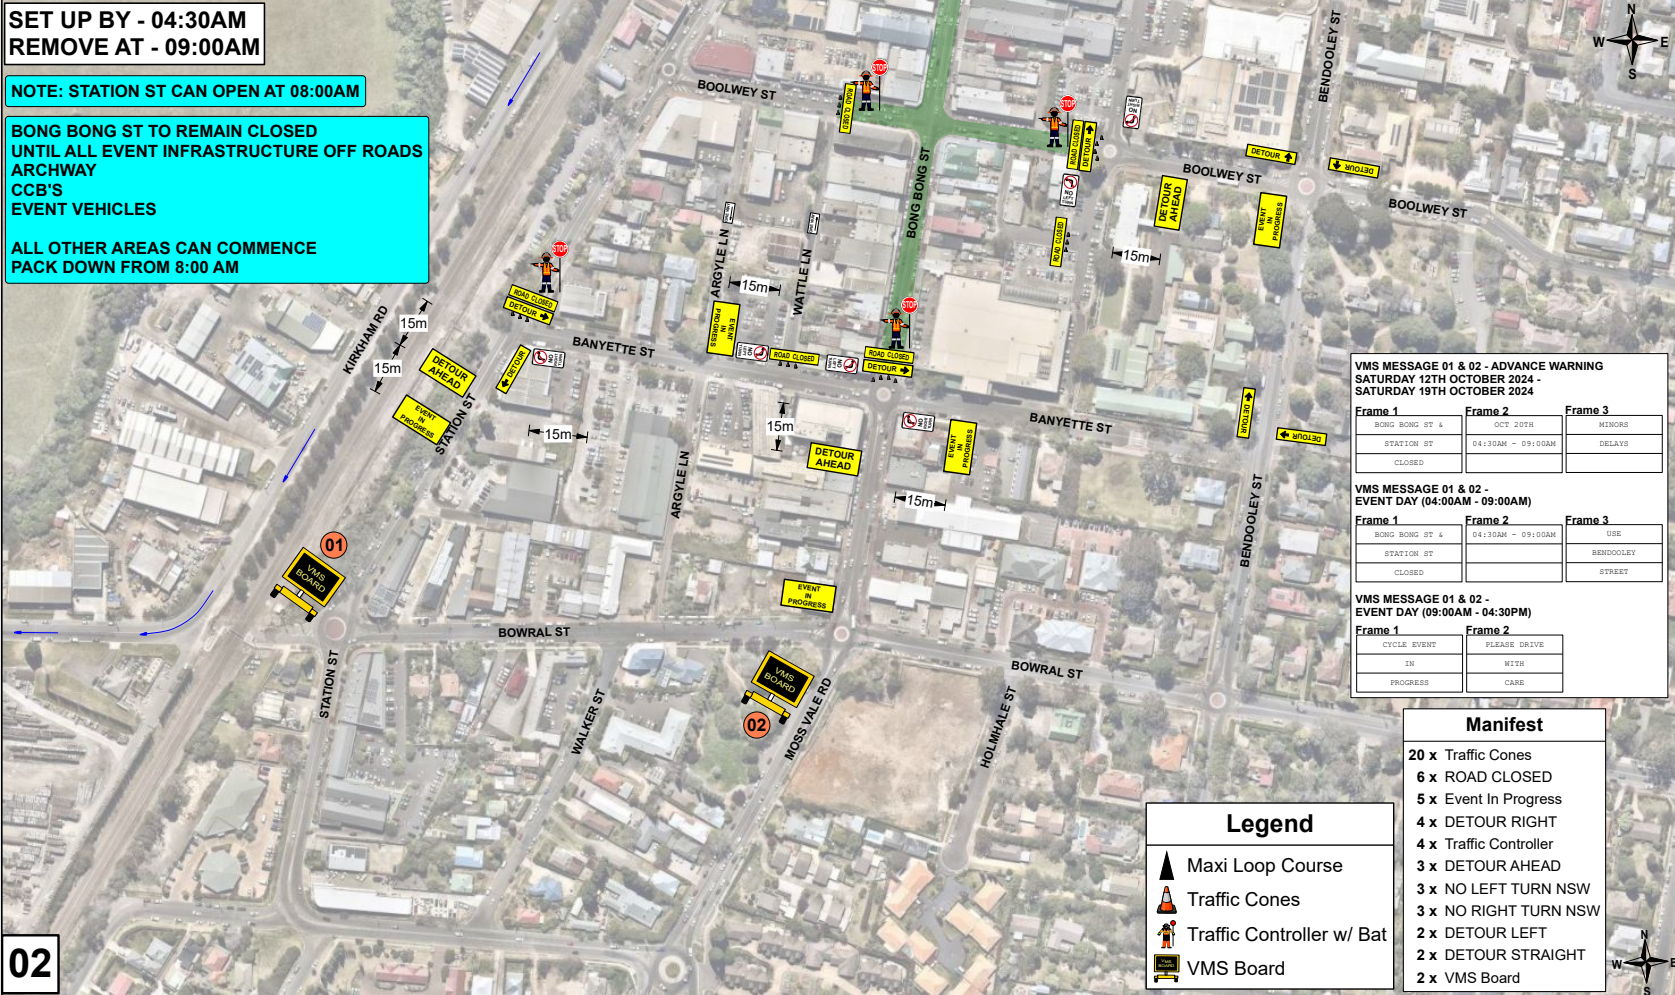 SET UP BY - 04:30AM
REMOVE AT - 09:00AM
NOTE: STATION ST CAN OPEN AT 08:00AM
BONG BONG ST TO REMAIN CLOSED
UNTIL ALL EVENT INFRASTRUCTURE OFF ROADS
ARCHWAY
CCB'S
EVENT VEHICLES
ALL OTHER AREAS CAN COMMENCE
PACK DOWN FROM 8:00 AM
N
W E
S
BENDOOLEY ST
BOOLWEY ST
STOP
ROAD CLOSED
STOP
ROAD CLOSED
DETOUR
DETOUR
DETOUR
BOOLWEY ST
BOOLWEY ST
NO
LEFT
ROAD CLOSED
DETOUR
AHEAD
EVENT
IN
PROGRESS
15m
BONG BONG ST
ARGYLE LN
WATTLE LN
15m
STOP
ROAD CLOSED
DETOUR
KIRKHAM RD
15m
15m
DETOUR
AHEAD
EVENT
IN
PROGRESS
STATION ST
DETOUR
BANYETTE ST
EVENT
IN
PROGRESS
ROAD CLOSED
STOP
ROAD CLOSED
DETOUR
15m
15m
DETOUR
AHEAD
EVENT
IN
PROGRESS
BANYETTE ST
DETOUR
DETOUR
15m
ARGYLE LN
BENDOOLEY ST
01
VMS
BOARD
EVENT
IN
PROGRESS
BOWRAL ST
VMS
BOARD
02
MOSS VALE RD
BOWRAL ST
STATION ST
WALKER ST
HOLMHALE ST
VMS MESSAGE 01 & 02 - ADVANCE WARNING
SATURDAY 12TH OCTOBER 2024 -
SATURDAY 19TH OCTOBER 2024
Frame 1 Frame 2 Frame 3
BONG BONG ST & OCT 20TH MINORS
STATION ST 04:30AM - 09:00AM DELAYS
CLOSED
VMS MESSAGE 01 & 02 -
EVENT DAY (04:00AM - 09:00AM)
Frame 1 Frame 2 Frame 3
BONG BONG ST & 04:30AM - 09:00AM USE
STATION ST BENDOOLEY
CLOSED STREET
VMS MESSAGE 01 & 02 -
EVENT DAY (09:00AM - 04:30PM)
Frame 1 Frame 2
CYCLE EVENT PLEASE DRIVE
IN WITH
PROGRESS CARE
Legend
Maxi Loop Course
Traffic Cones
Traffic Controller w/ Bat
VMS Board
Manifest
20 x Traffic Cones
6 x ROAD CLOSED
5 x Event In Progress
4 x DETOUR RIGHT
4 x Traffic Controller
3 x DETOUR AHEAD
3 x NO LEFT TURN NSW
3 x NO RIGHT TURN NSW
2 x DETOUR LEFT
2 x DETOUR STRAIGHT
2 x VMS Board
02
N
W E
S